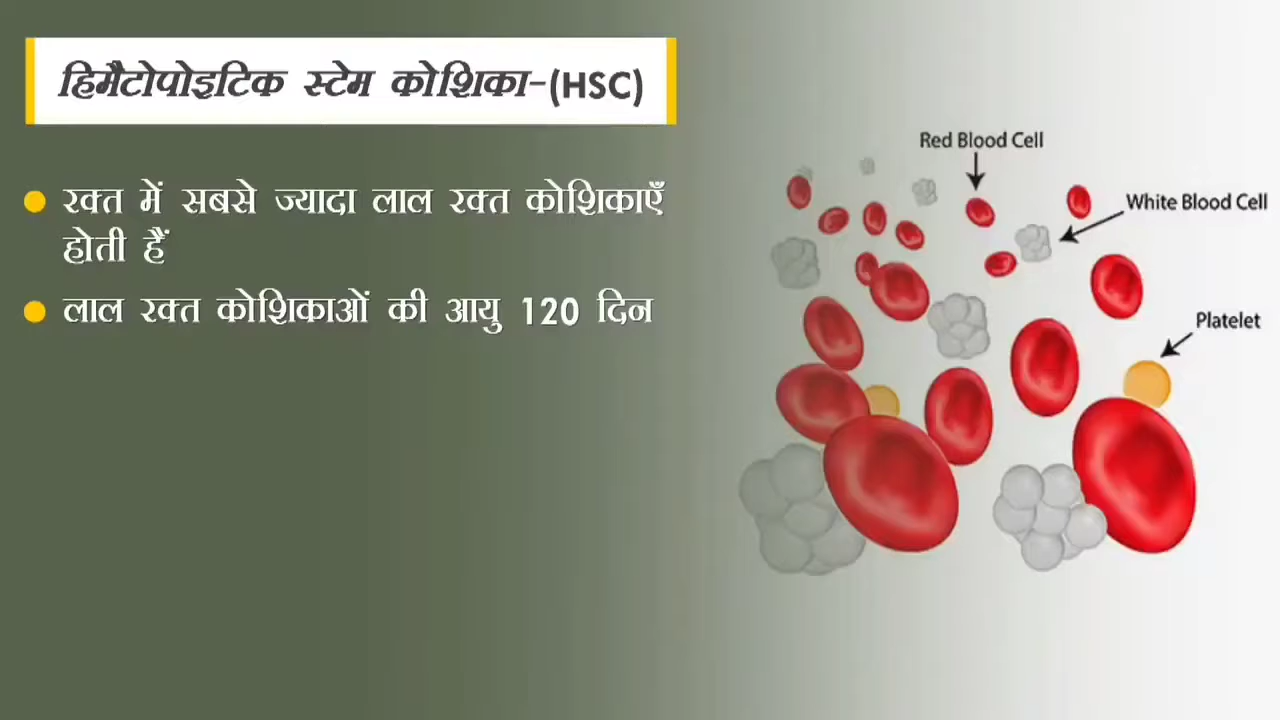 हिमैटोपोइटिक स्टेम कोशिका-(HSC)
रक्त में सबसे ज्यादा लाल रक्त कोशिकाएँ
होती हैं
लाल रक्त कोशिकाओं की आयु 120 दिन
Red Blood Cell
White Blood Cell
Platelet